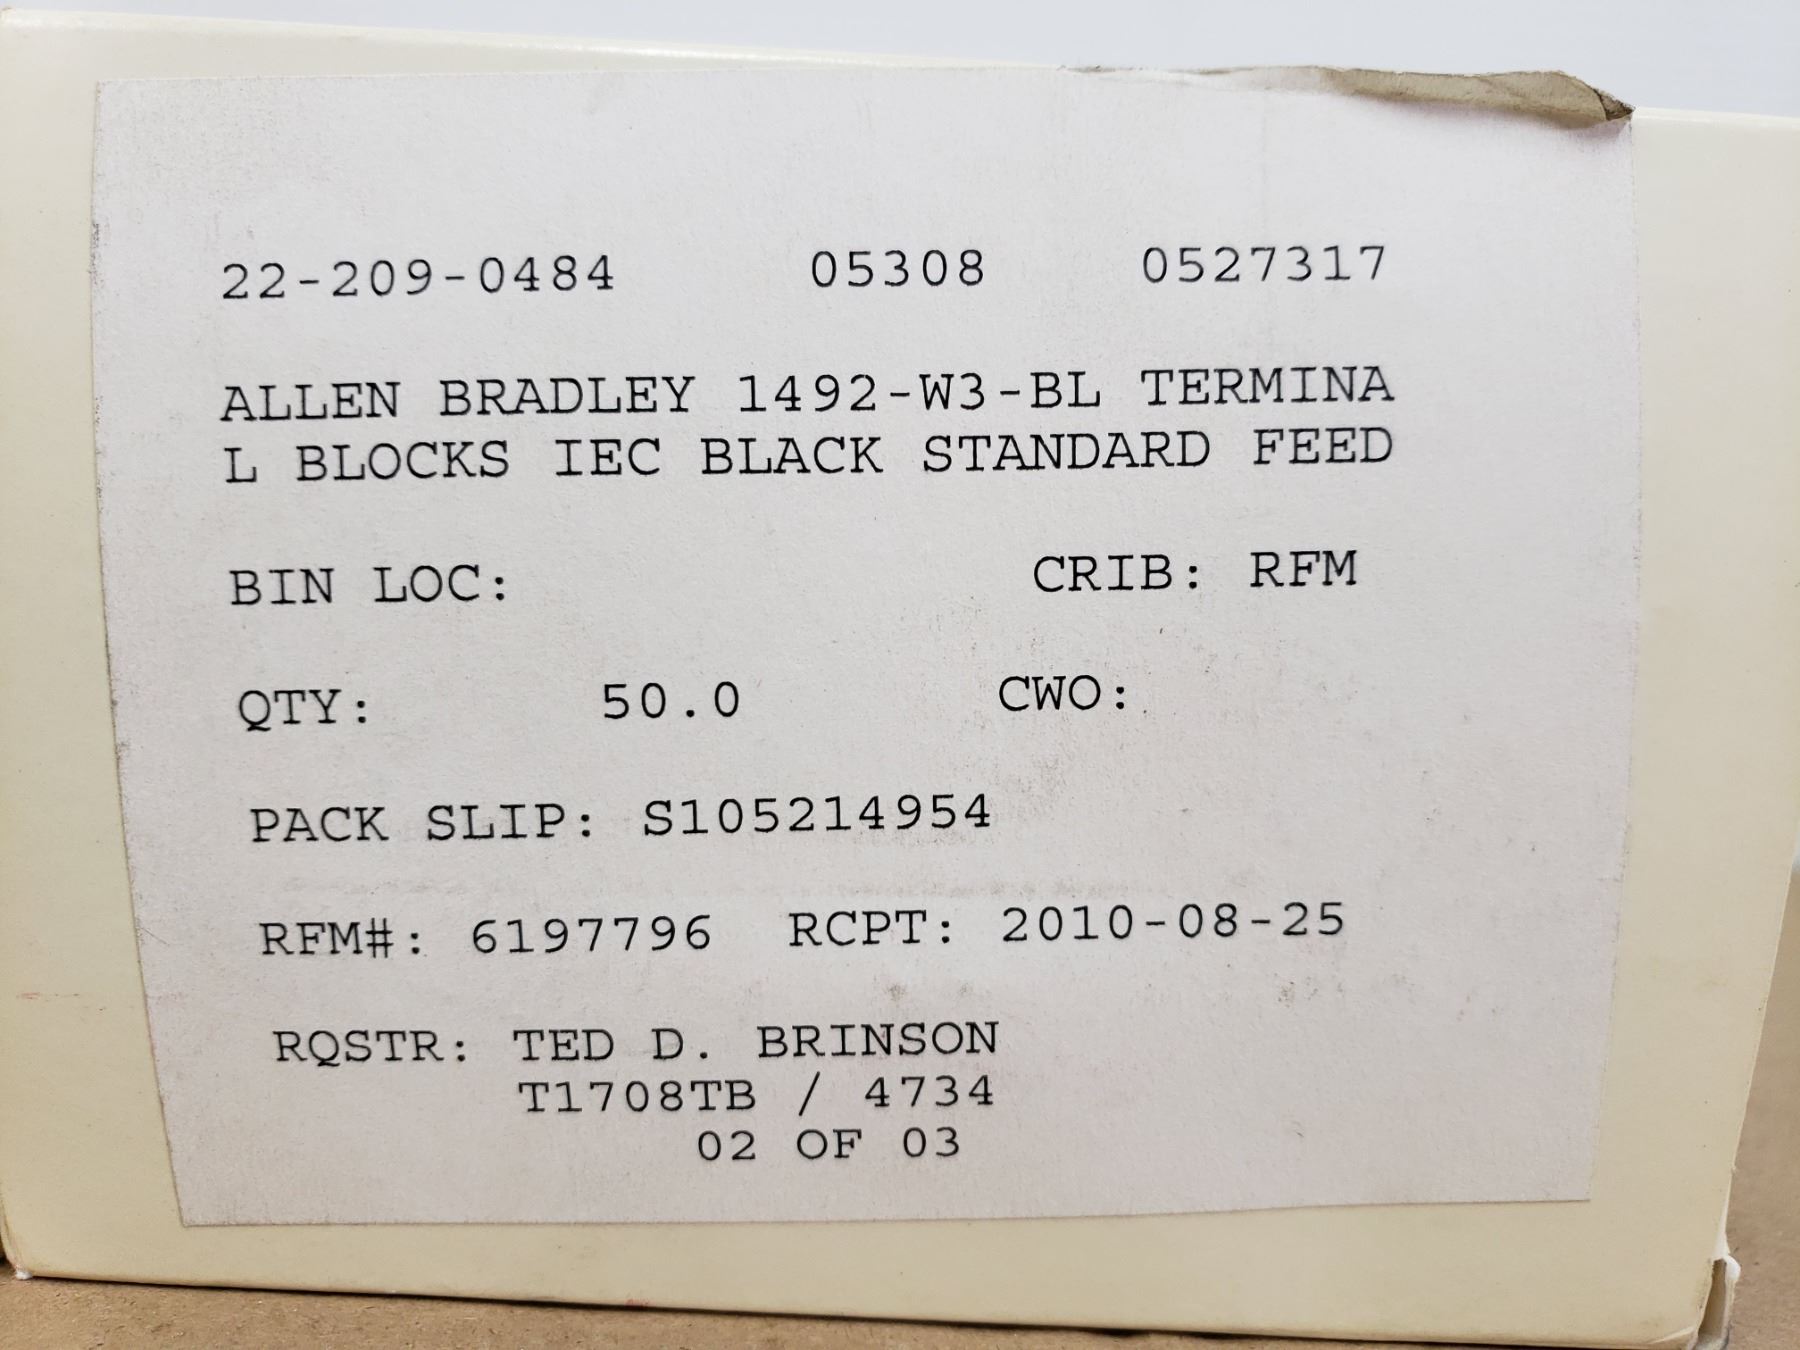 22-209-0484 05308 0527317
ALLEN BRADLEY 1492-W3-BL TERMINA
L BLOCKS IEC BLACK STANDARD FEED
BIN LOC: CRIB: RFM
QTY: 50.0 CWO:
PACK SLIP: S105214954
RFM#: 6197796 RCPT: 2010-08-25
RQSTR: TED D. BRINSON
T1708TB / 4734
02 OF 03